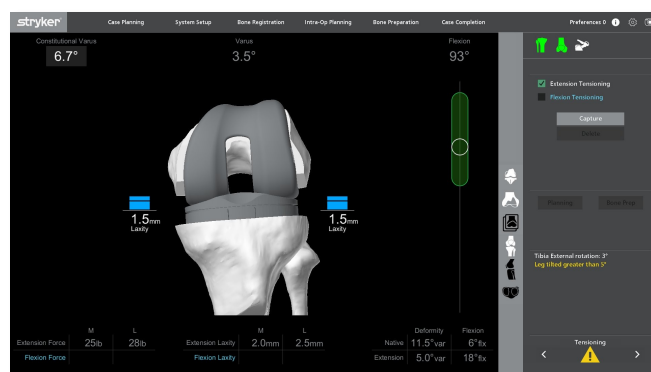 stryker
Case Planning System Setup Bone Registration Intra-Op Planning Bone Preparation Case Completion Preferences 0
Constitutional Varus
6.7°
Varus
3.5°
Flexion
93°
Extension Tensioning
Flexion Tensioning
Capture
Delete
1.5mm
Laxity
1.5mm
Laxity
Planning Bone Prep
Tibia External rotation: 3°
Leg tilted greater than 5°
M L
Extension Force 25lb 28lb
Flexion Force
M L
Extension Laxity 2.0mm 2.5mm
Flexion Laxity
Deformity Flexion
Native 11.5°var 6°flx
Extension 5.0°var 18°flx
Tensioning